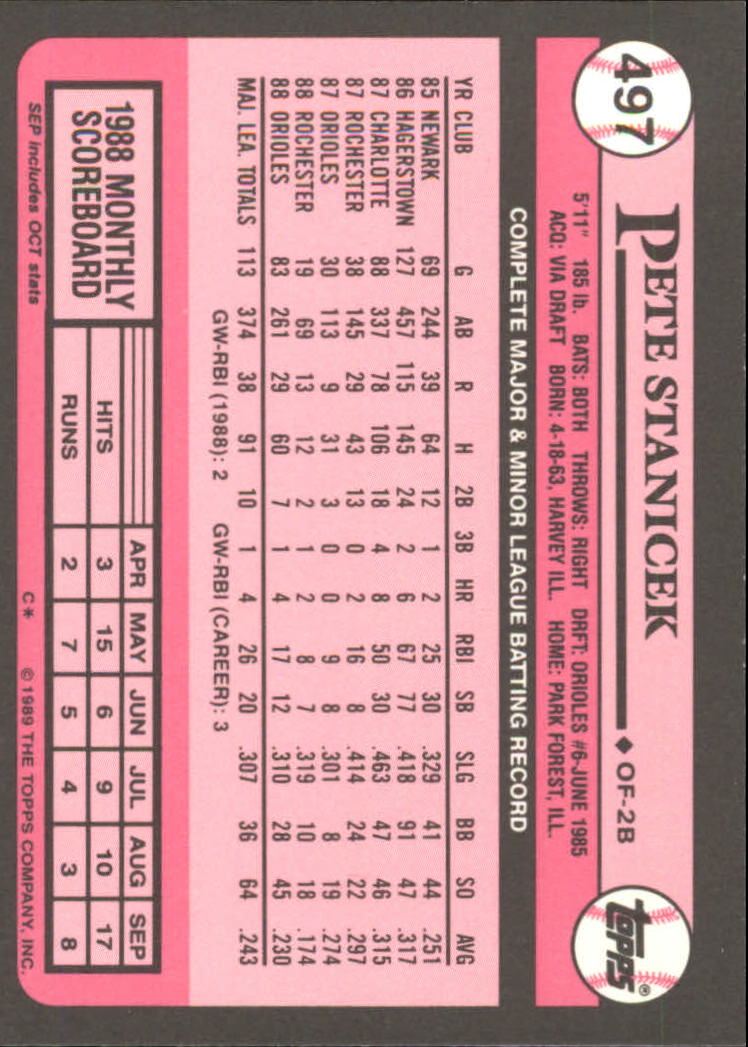 497
PETE STANICEK ◆ OF-2B
topps®
5'11" 185 lb. BATS: BOTH THROWS: RIGHT DRFT: ORIOLES #6-JUNE 1985
ACQ: VIA DRAFT BORN: 4-18-63, HARVEY ILL. HOME: PARK FOREST, ILL.
COMPLETE MAJOR & MINOR LEAGUE BATTING RECORD
YR CLUB G AB R H 2B 3B HR RBI SB SLG BB SO AVG
85 NEWARK 69 244 39 64 12 1 2 25 30 .329 41 44 .251
86 HAGERSTOWN 127 457 115 145 24 2 6 67 77 .418 91 47 .317
87 CHARLOTTE 88 337 78 106 18 4 8 50 30 .463 47 46 .315
87 ROCHESTER 38 145 29 43 13 0 2 16 8 .414 24 22 .297
87 ORIOLES 30 113 9 31 3 0 0 9 8 .301 8 19 .274
88 ROCHESTER 19 69 13 12 2 1 2 8 7 .319 10 18 .174
88 ORIOLES 83 261 29 60 7 1 4 17 12 .310 28 45 .230
MAJ. LEA. TOTALS 113 374 38 91 10 1 4 26 20 .307 36 64 .243
GW-RBI (1988): 2 GW-RBI (CAREER): 3
1988 MONTHLY
SCOREBOARD
APR MAY JUN JUL AUG SEP
HITS 3 15 6 9 10 17
RUNS 2 7 5 4 3 8
SEP includes OCT stats C* ©1989 THE TOPPS COMPANY, INC.